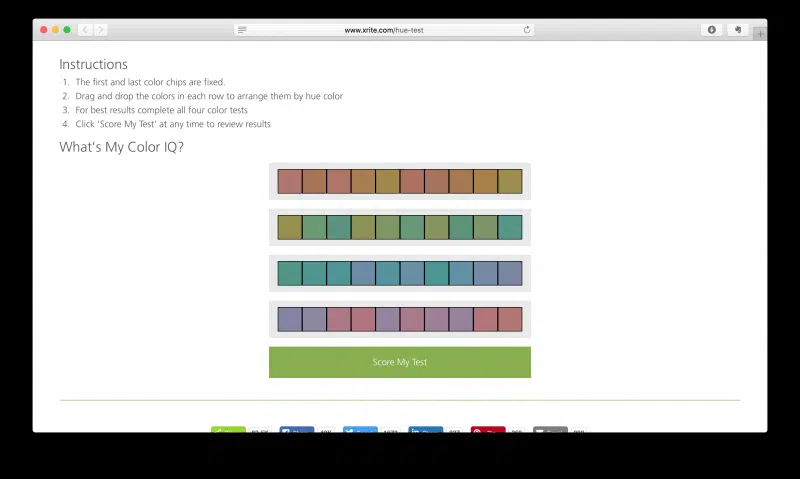 www.xrite.com/hue-test
Instructions
1. The first and last color chips are fixed.
2. Drag and drop the colors in each row to arrange them by hue color
3. For best results complete all four color tests
4. Click 'Score My Test' at any time to review results
What's My Color IQ?
Score My Test